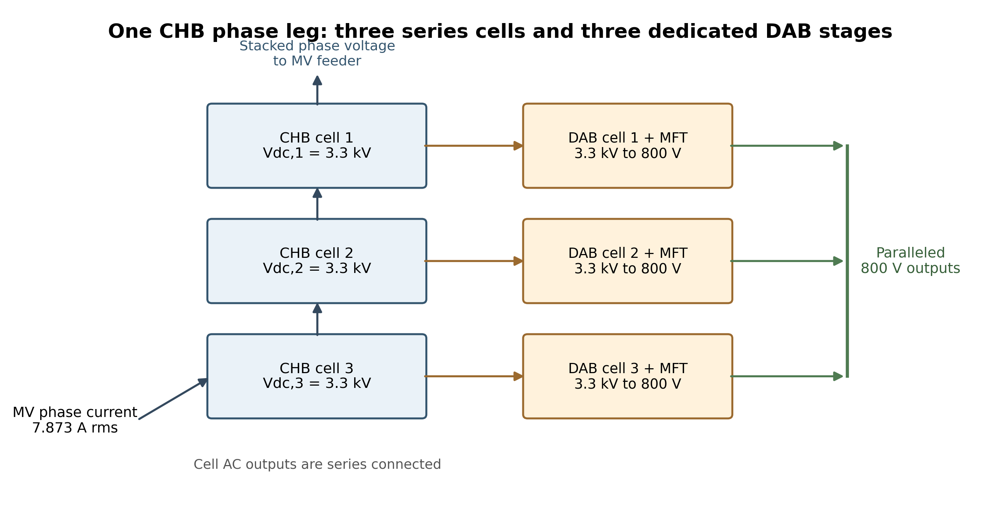 One CHB phase leg: three series cells and three dedicated DAB stages
Stacked phase voltage
to MV feeder
CHB cell 1
Vdc,1 = 3.3 kV
DAB cell 1 + MFT
3.3 kV to 800 V
CHB cell 2
Vdc,2 = 3.3 kV
DAB cell 2 + MFT
3.3 kV to 800 V
Paralleled
800 V outputs
CHB cell 3
Vdc,3 = 3.3 kV
DAB cell 3 + MFT
3.3 kV to 800 V
MV phase current
7.873 A rms
Cell AC outputs are series connected